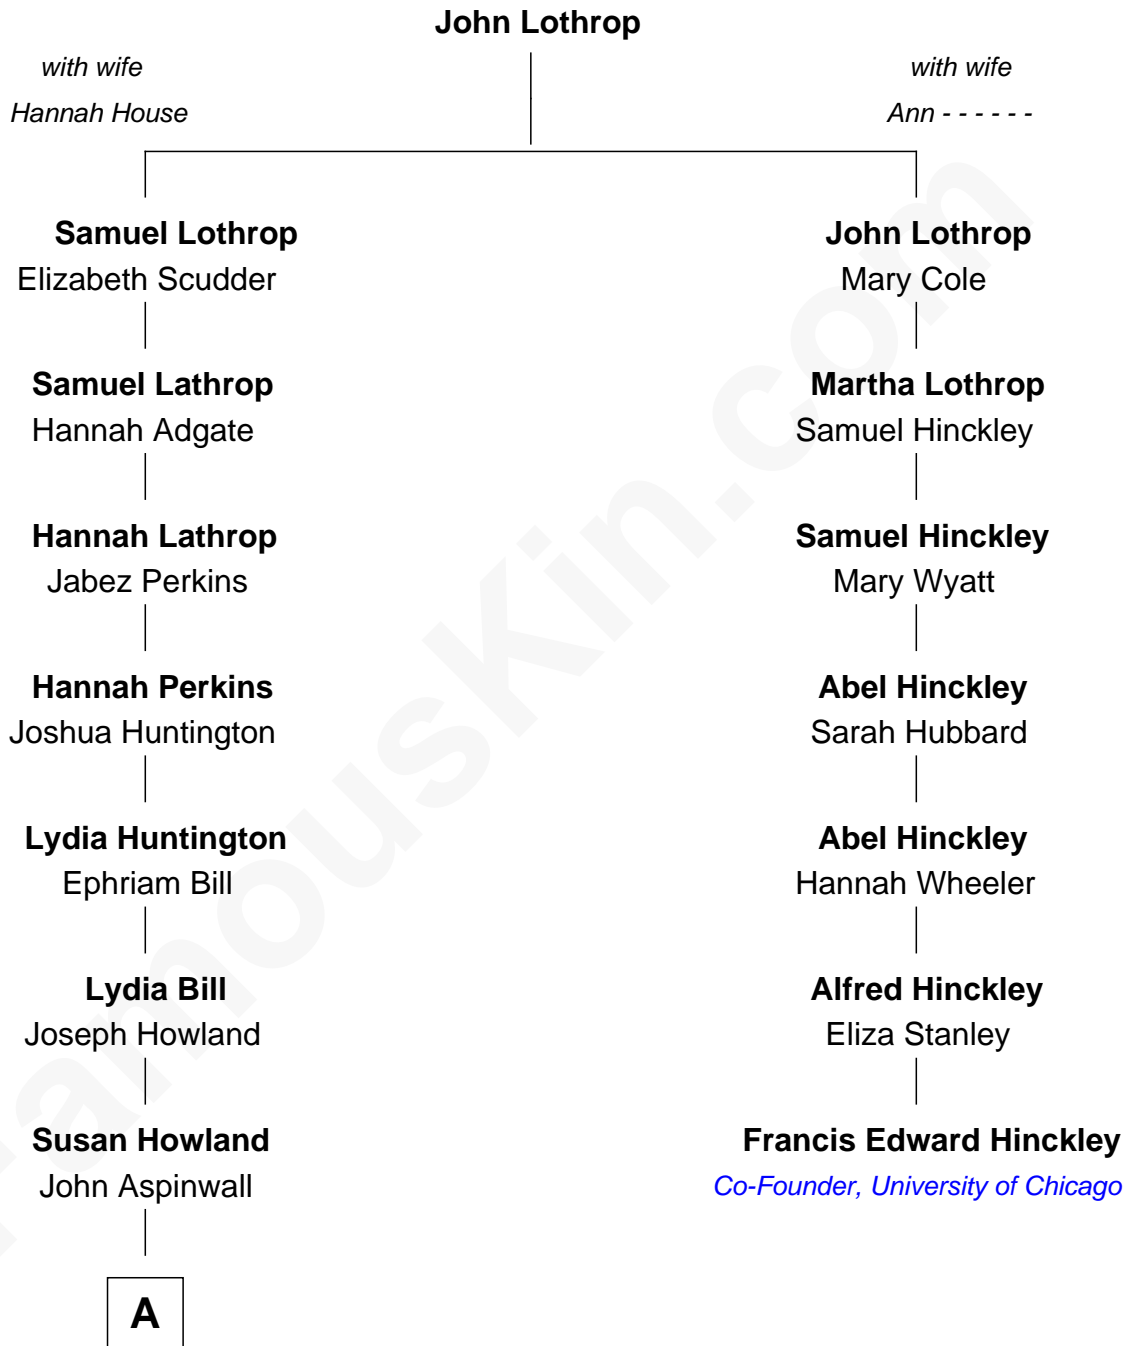 John Lothrop
with wife
Hannah House
with wife
Ann - - - - - -
Samuel Lothrop
Elizabeth Scudder
John Lothrop
Mary Cole
Samuel Lathrop
Hannah Adgate
Martha Lothrop
Samuel Hinckley
Hannah Lathrop
Jabez Perkins
Samuel Hinckley
Mary Wyatt
Hannah Perkins
Joshua Huntington
Abel Hinckley
Sarah Hubbard
Lydia Huntington
Ephriam Bill
Abel Hinckley
Hannah Wheeler
Lydia Bill
Joseph Howland
Alfred Hinckley
Eliza Stanley
Susan Howland
John Aspinwall
Francis Edward Hinckley
Co-Founder, University of Chicago
A
FamousKin.com